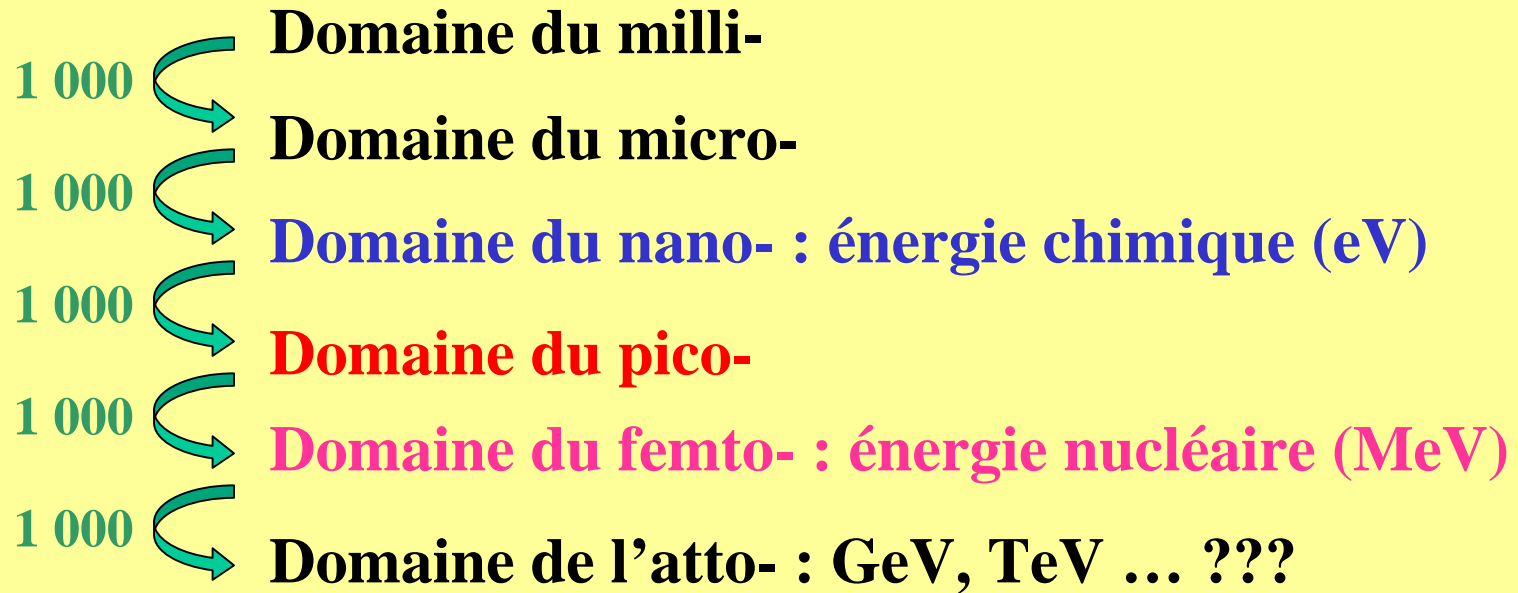 Domaine du milli-
1 000
Domaine du micro-
1 000
Domaine du nano- : énergie chimique (eV)
1 000
Domaine du pico-
1 000
Domaine du femto- : énergie nucléaire (MeV)
1 000
Domaine de l’atto- : GeV, TeV … ???